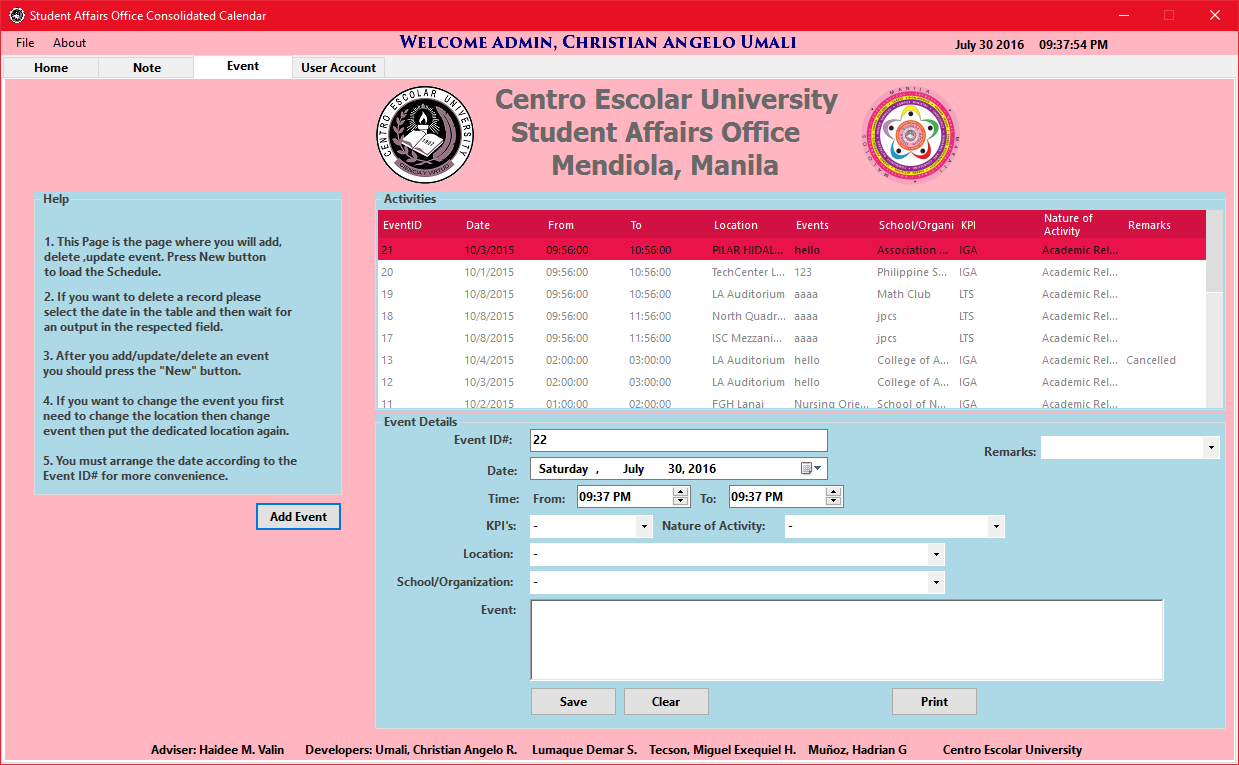 Student Affairs Office Consolidated Calendar
File About
Welcome admin, Christian angelo Umali
July 30 2016 09:37:54 PM
Home Note Event User Account
CENTRO ESCOLAR UNIVERSITY
1907
CIENCIA Y VIRTUD
Centro Escolar University
Student Affairs Office
Mendiola, Manila
MANILA
MAKATI
MALOLOS
Help
1. This Page is the page where you will add,
delete ,update event. Press New button
to load the Schedule.
2. If you want to delete a record please
select the date in the table and then wait for
an output in the respected field.
3. After you add/update/delete an event
you should press the "New" button.
4. If you want to change the event you first
need to change the location then change
event then put the dedicated location again.
5. You must arrange the date according to the
Event ID# for more convenience.
Add Event
Activities
EventID Date From To Location Events School/Organi KPI Nature of Activity Remarks
21 10/3/2015 09:56:00 10:56:00 PILAR HIDAL... hello Association ... IGA Academic Rel...
20 10/1/2015 09:56:00 10:56:00 TechCenter L... 123 Philippine S... IGA Academic Rel...
19 10/8/2015 09:56:00 10:56:00 LA Auditorium aaaa Math Club LTS Academic Rel...
18 10/8/2015 09:56:00 11:56:00 North Quadr... aaaa jpcs LTS Academic Rel...
17 10/8/2015 09:56:00 11:56:00 ISC Mezzani... aaaa jpcs LTS Academic Rel...
13 10/4/2015 02:00:00 03:00:00 LA Auditorium hello College of A... IGA Academic Rel... Cancelled
12 10/3/2015 02:00:00 03:00:00 LA Auditorium hello College of A... IGA Academic Rel...
11 10/2/2015 01:00:00 02:00:00 FGH Lanai Nursing Orie... School of N... IGA Academic Rel...
Event Details
Event ID#: 22
Remarks:
Date: Saturday , July 30, 2016
Time: From: 09:37 PM To: 09:37 PM
KPI's: - Nature of Activity: -
Location: -
School/Organization: -
Event:
Save Clear Print
Adviser: Haidee M. Valin Developers: Umali, Christian Angelo R. Lumaque Demar S. Tecson, Miguel Exequiel H. Muñoz, Hadrian G Centro Escolar University